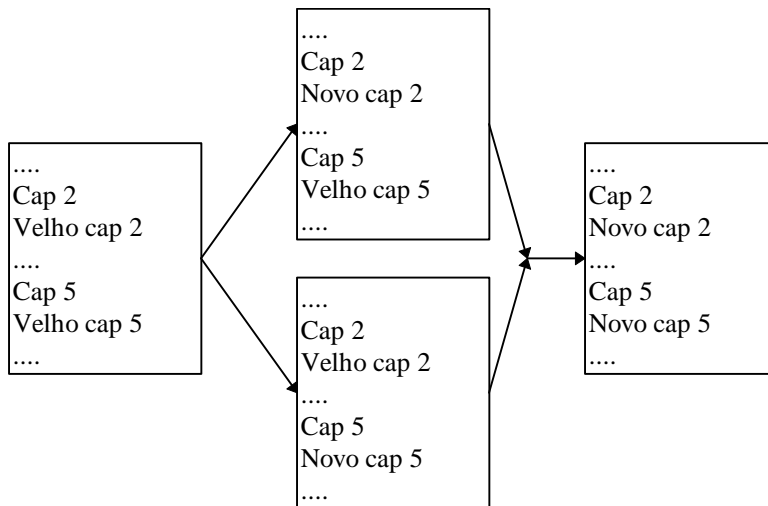 ....
Cap 2
Velho cap 2
....
Cap 5
Velho cap 5
....
....
Cap 2
Novo cap 2
....
Cap 5
Velho cap 5
....
....
Cap 2
Velho cap 2
....
Cap 5
Novo cap 5
....
....
Cap 2
Novo cap 2
....
Cap 5
Novo cap 5
....